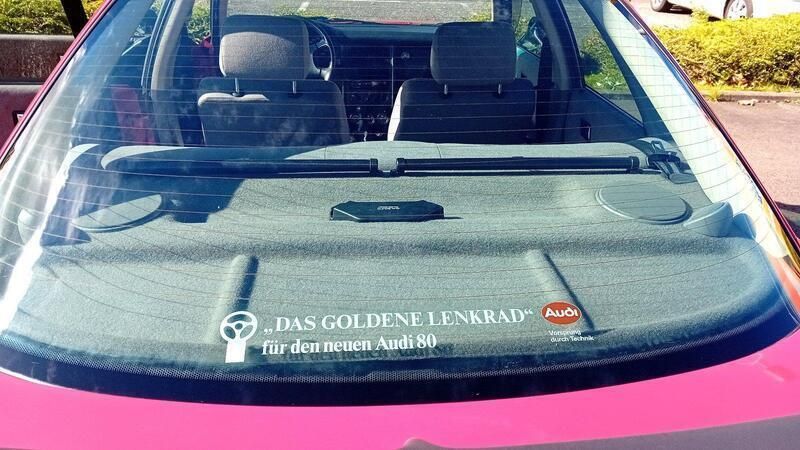 „DAS GOLDENE LENKRAD“
für den neuen Audi 80
Audi
Vorsprung
durch Technik